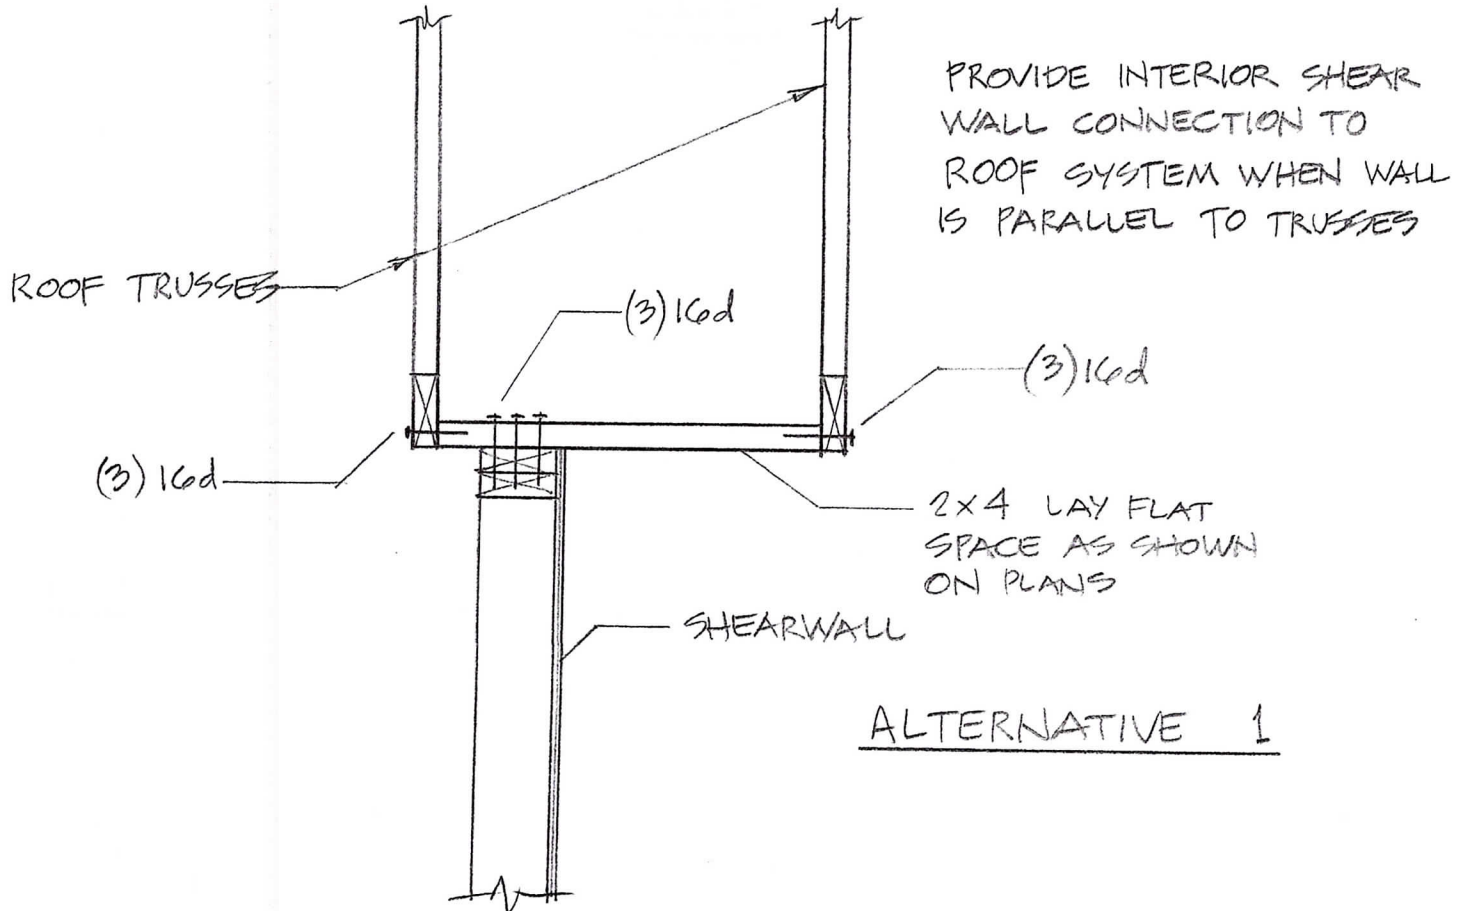 PROVIDE INTERIOR SHEAR
WALL CONNECTION TO
ROOF SYSTEM WHEN WALL
IS PARALLEL TO TRUSSES
ROOF TRUSSES
(3) 16d
(3) 16d
(3) 16d
2x4 LAY FLAT
SPACE AS SHOWN
ON PLANS
SHEARWALL
ALTERNATIVE 1